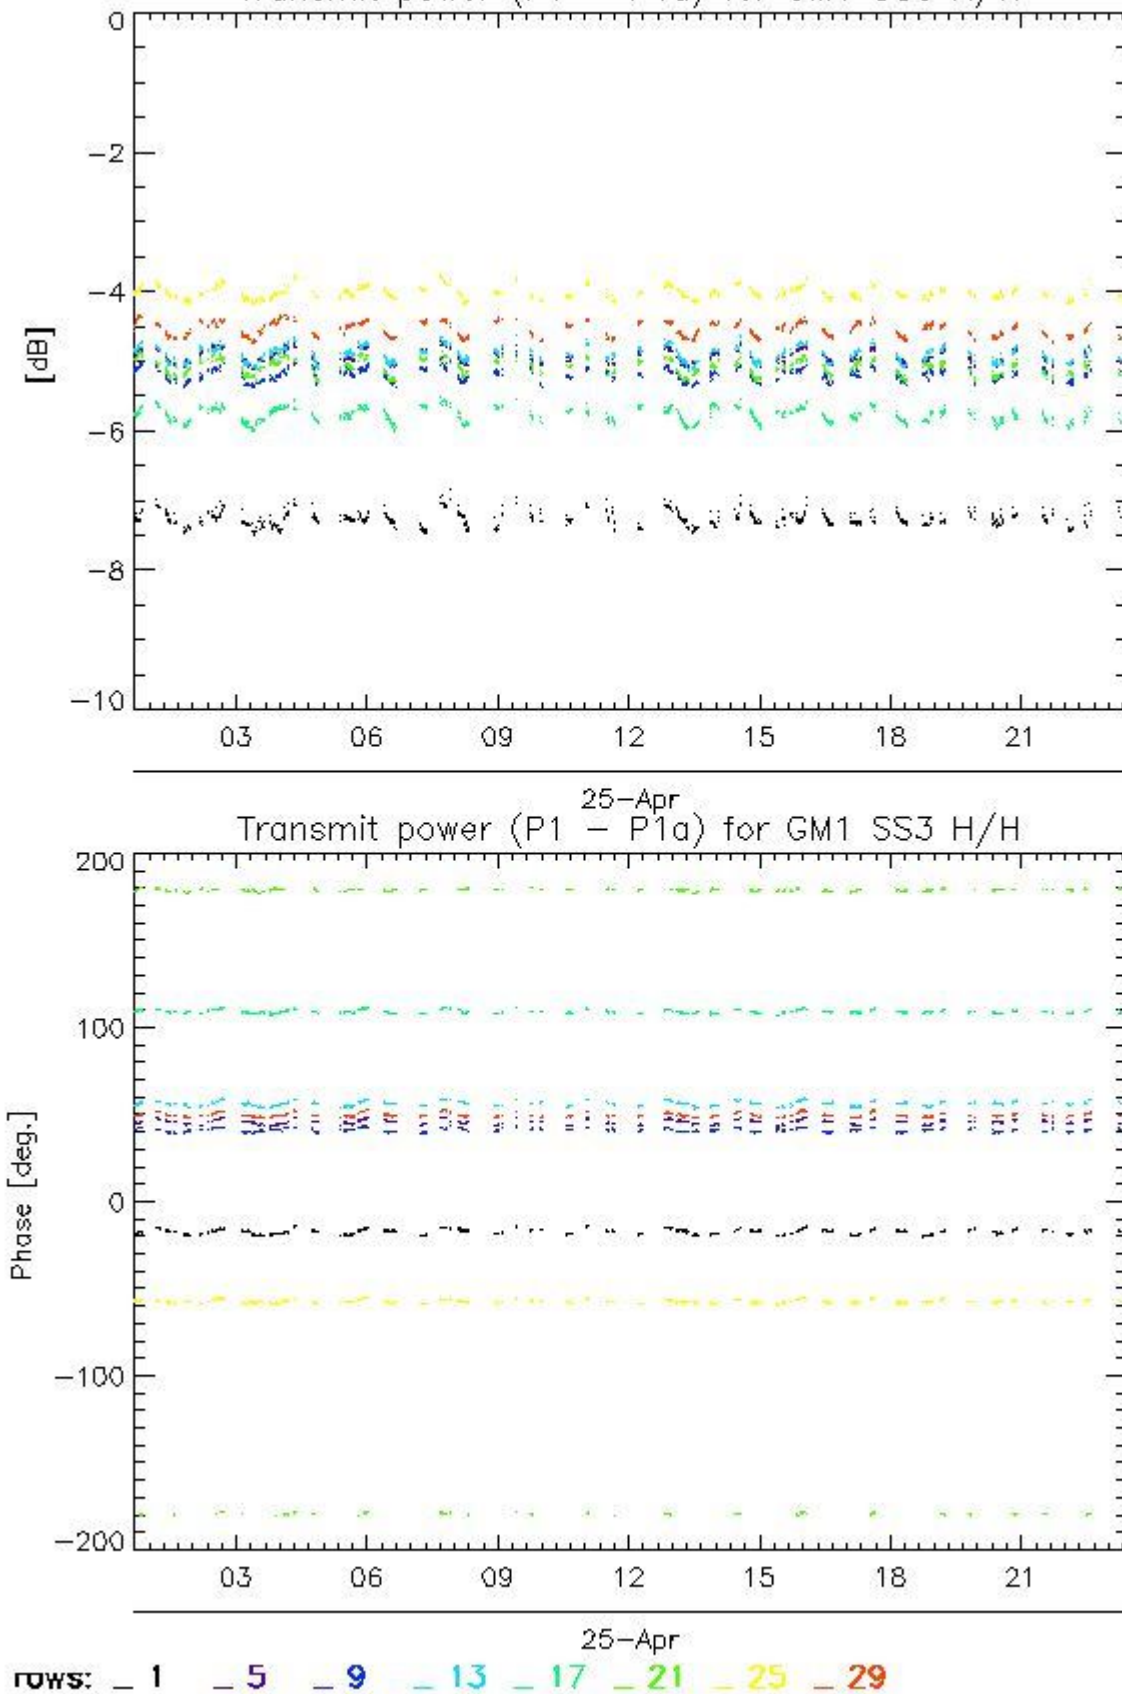 0
−2
−4
[dB]
−6
−8
−10
03 06 09 12 15 18 21
25−Apr
Transmit power (P1 − P1a) for GM1 SS3 H/H
200
100
Phase [deg.]
0
−100
−200
03 06 09 12 15 18 21
25−Apr
rows: _ 1 _ 5 _ 9 _ 13 _ 17 _ 21 _ 25 _ 29